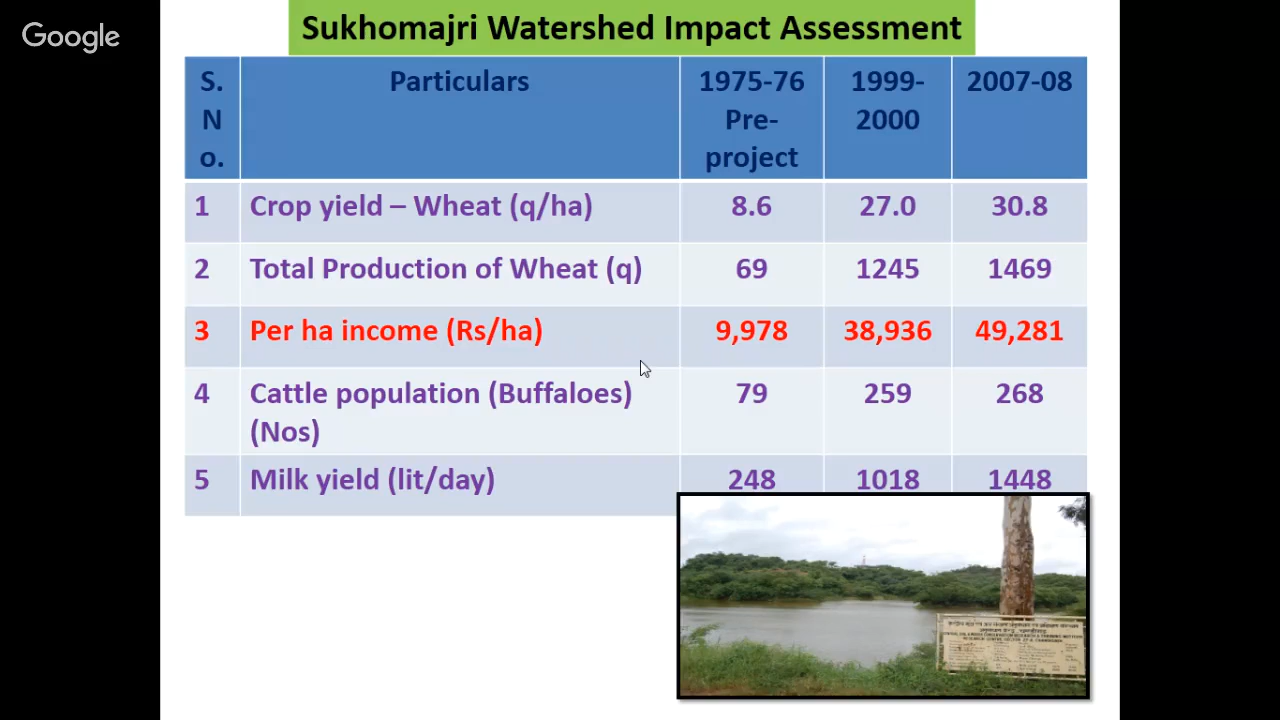 Google
Sukhomajri Watershed Impact Assessment
S. No. Particulars 1975-76 Pre-project 1999-2000 2007-08
1 Crop yield – Wheat (q/ha) 8.6 27.0 30.8
2 Total Production of Wheat (q) 69 1245 1469
3 Per ha income (Rs/ha) 9,978 38,936 49,281
4 Cattle population (Buffaloes) (Nos) 79 259 268
5 Milk yield (lit/day) 248 1018 1448